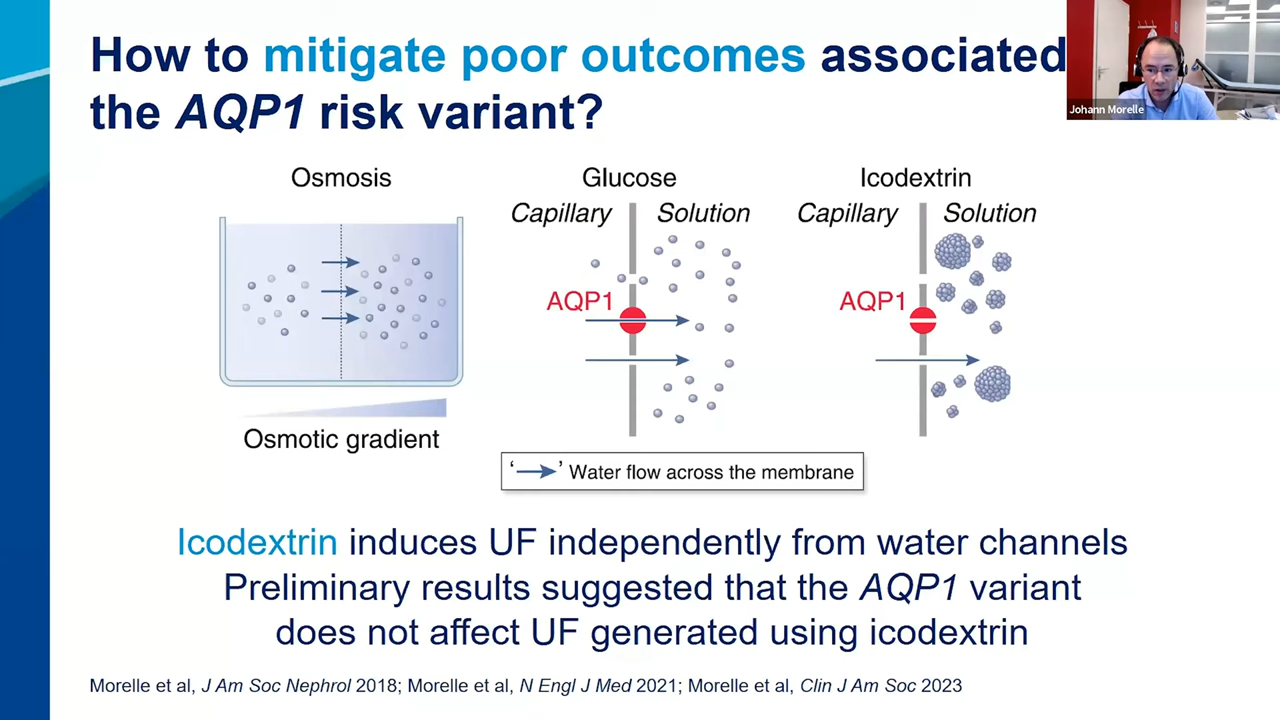 How to mitigate poor outcomes associated
the AQP1 risk variant?
Johann Morelle
Osmosis
Glucose
Icodextrin
Capillary Solution
Capillary Solution
AQP1
AQP1
Osmotic gradient
‘→’ Water flow across the membrane
Icodextrin induces UF independently from water channels
Preliminary results suggested that the AQP1 variant
does not affect UF generated using icodextrin
Morelle et al, J Am Soc Nephrol 2018; Morelle et al, N Engl J Med 2021; Morelle et al, Clin J Am Soc 2023